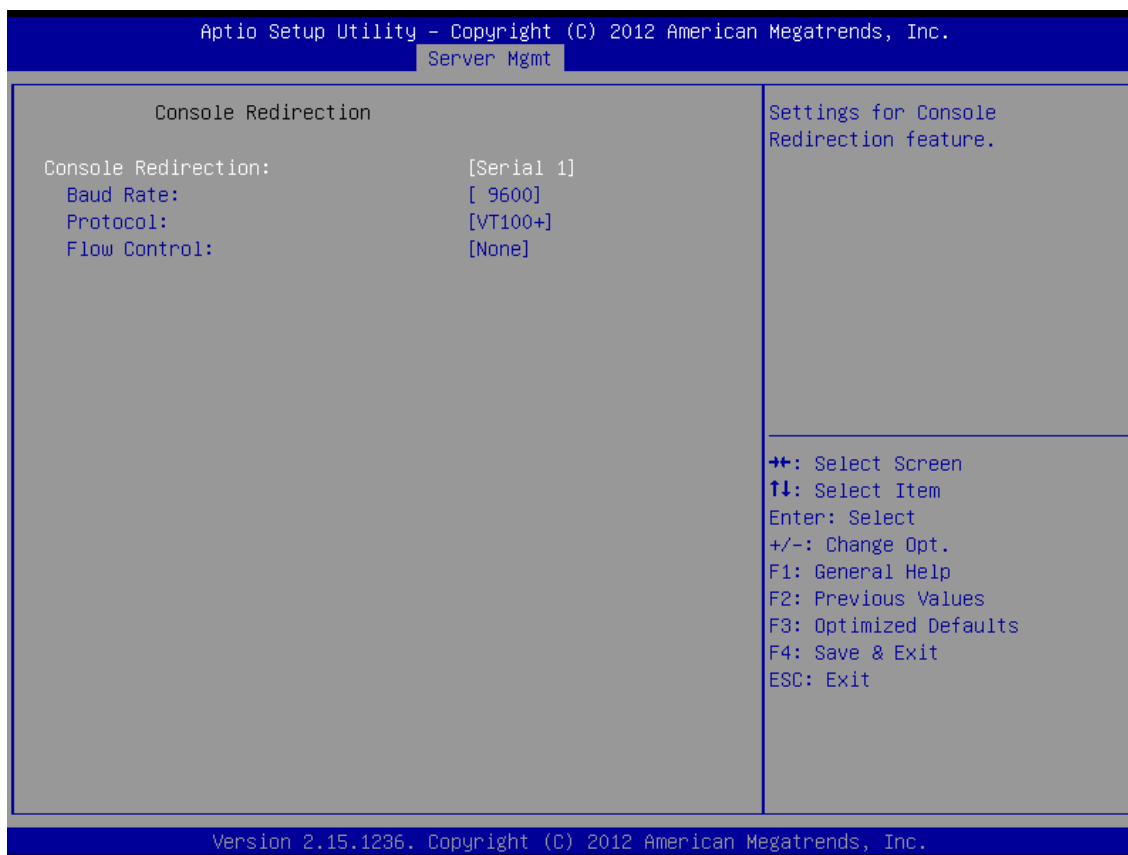 Aptio Setup Utility – Copyright (C) 2012 American Megatrends, Inc.
Server Mgmt
Console Redirection
Console Redirection: [Serial 1]
Baud Rate: [ 9600]
Protocol: [VT100+]
Flow Control: [None]
Settings for Console
Redirection feature.
→←: Select Screen
↑↓: Select Item
Enter: Select
+/-: Change Opt.
F1: General Help
F2: Previous Values
F3: Optimized Defaults
F4: Save & Exit
ESC: Exit
Version 2.15.1236. Copyright (C) 2012 American Megatrends, Inc.